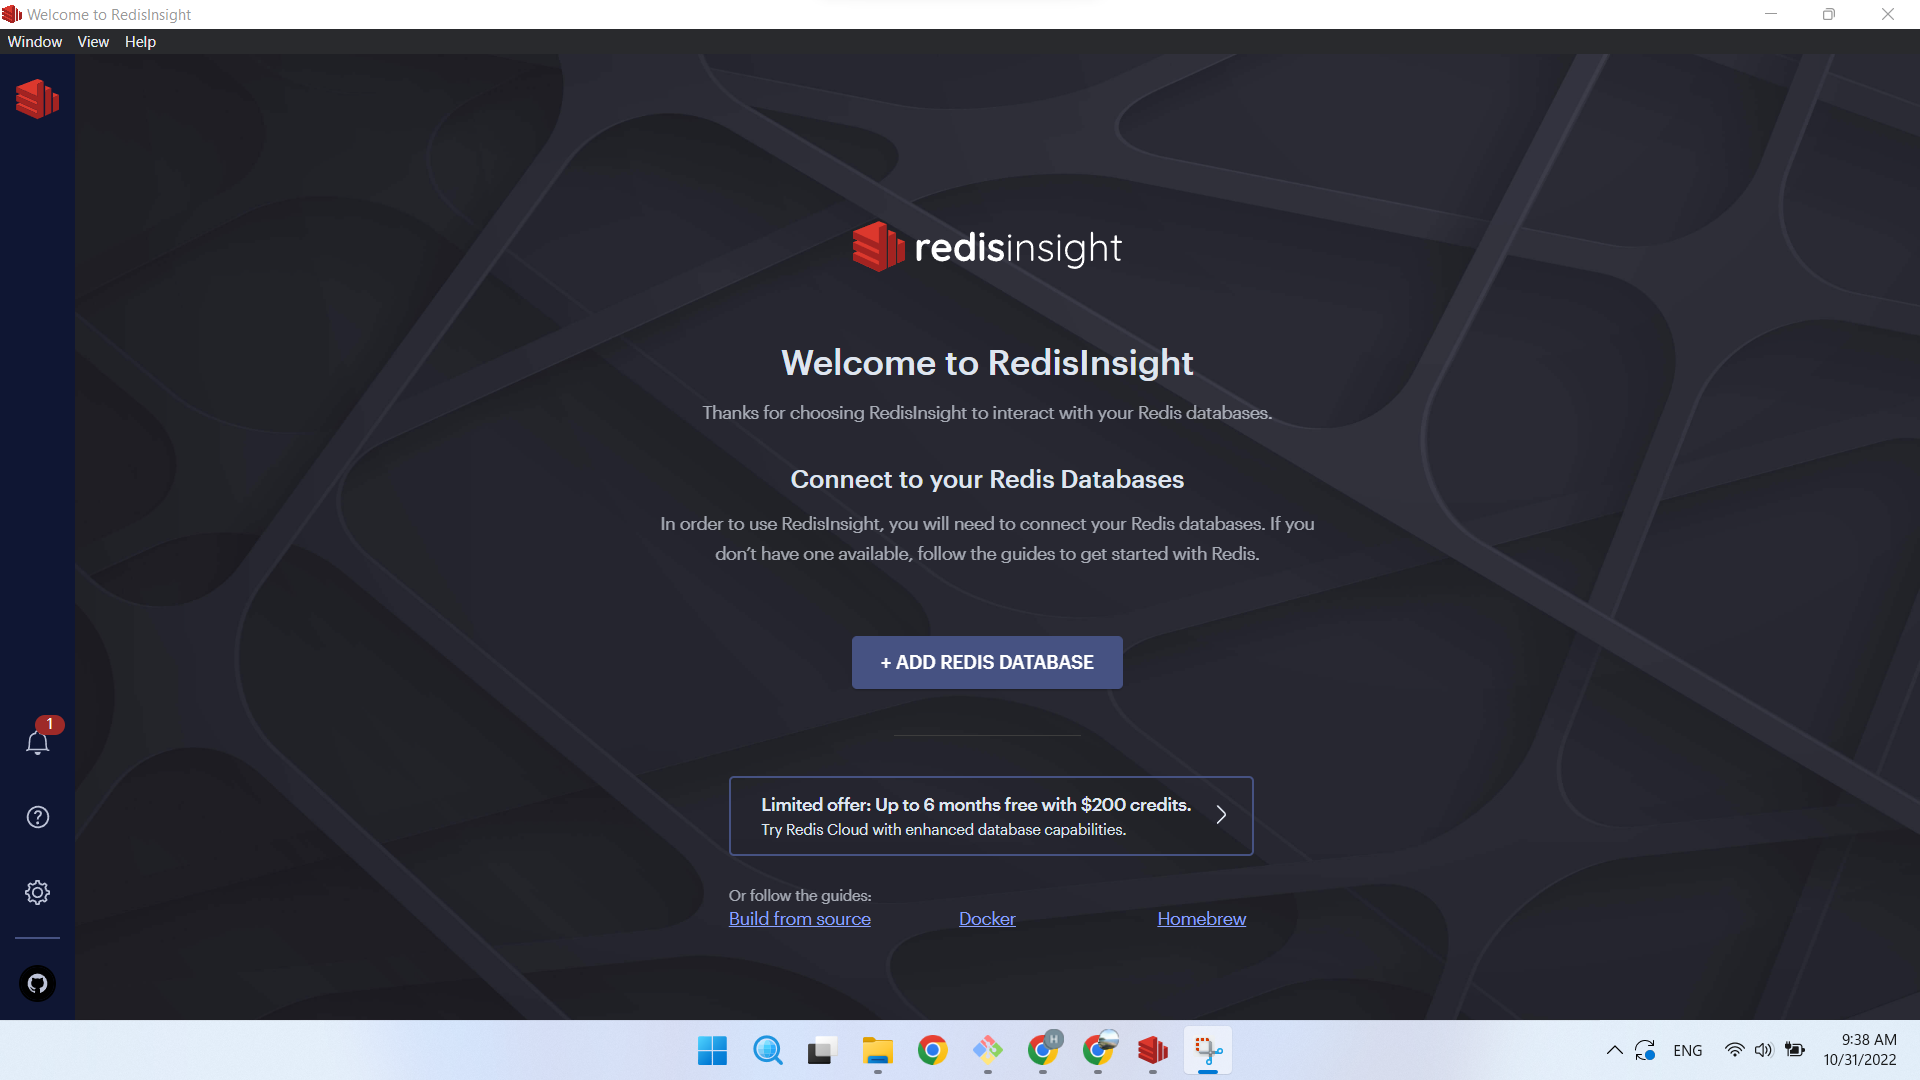 Welcome to RedisInsight
Window View Help
redisinsight
Welcome to RedisInsight
Thanks for choosing RedisInsight to interact with your Redis databases.
Connect to your Redis Databases
In order to use RedisInsight, you will need to connect your Redis databases. If you
don’t have one available, follow the guides to get started with Redis.
+ ADD REDIS DATABASE
1
Limited offer: Up to 6 months free with $200 credits.
Try Redis Cloud with enhanced database capabilities.
Or follow the guides:
Build from source Docker Homebrew
H
ENG
9:38 AM
10/31/2022